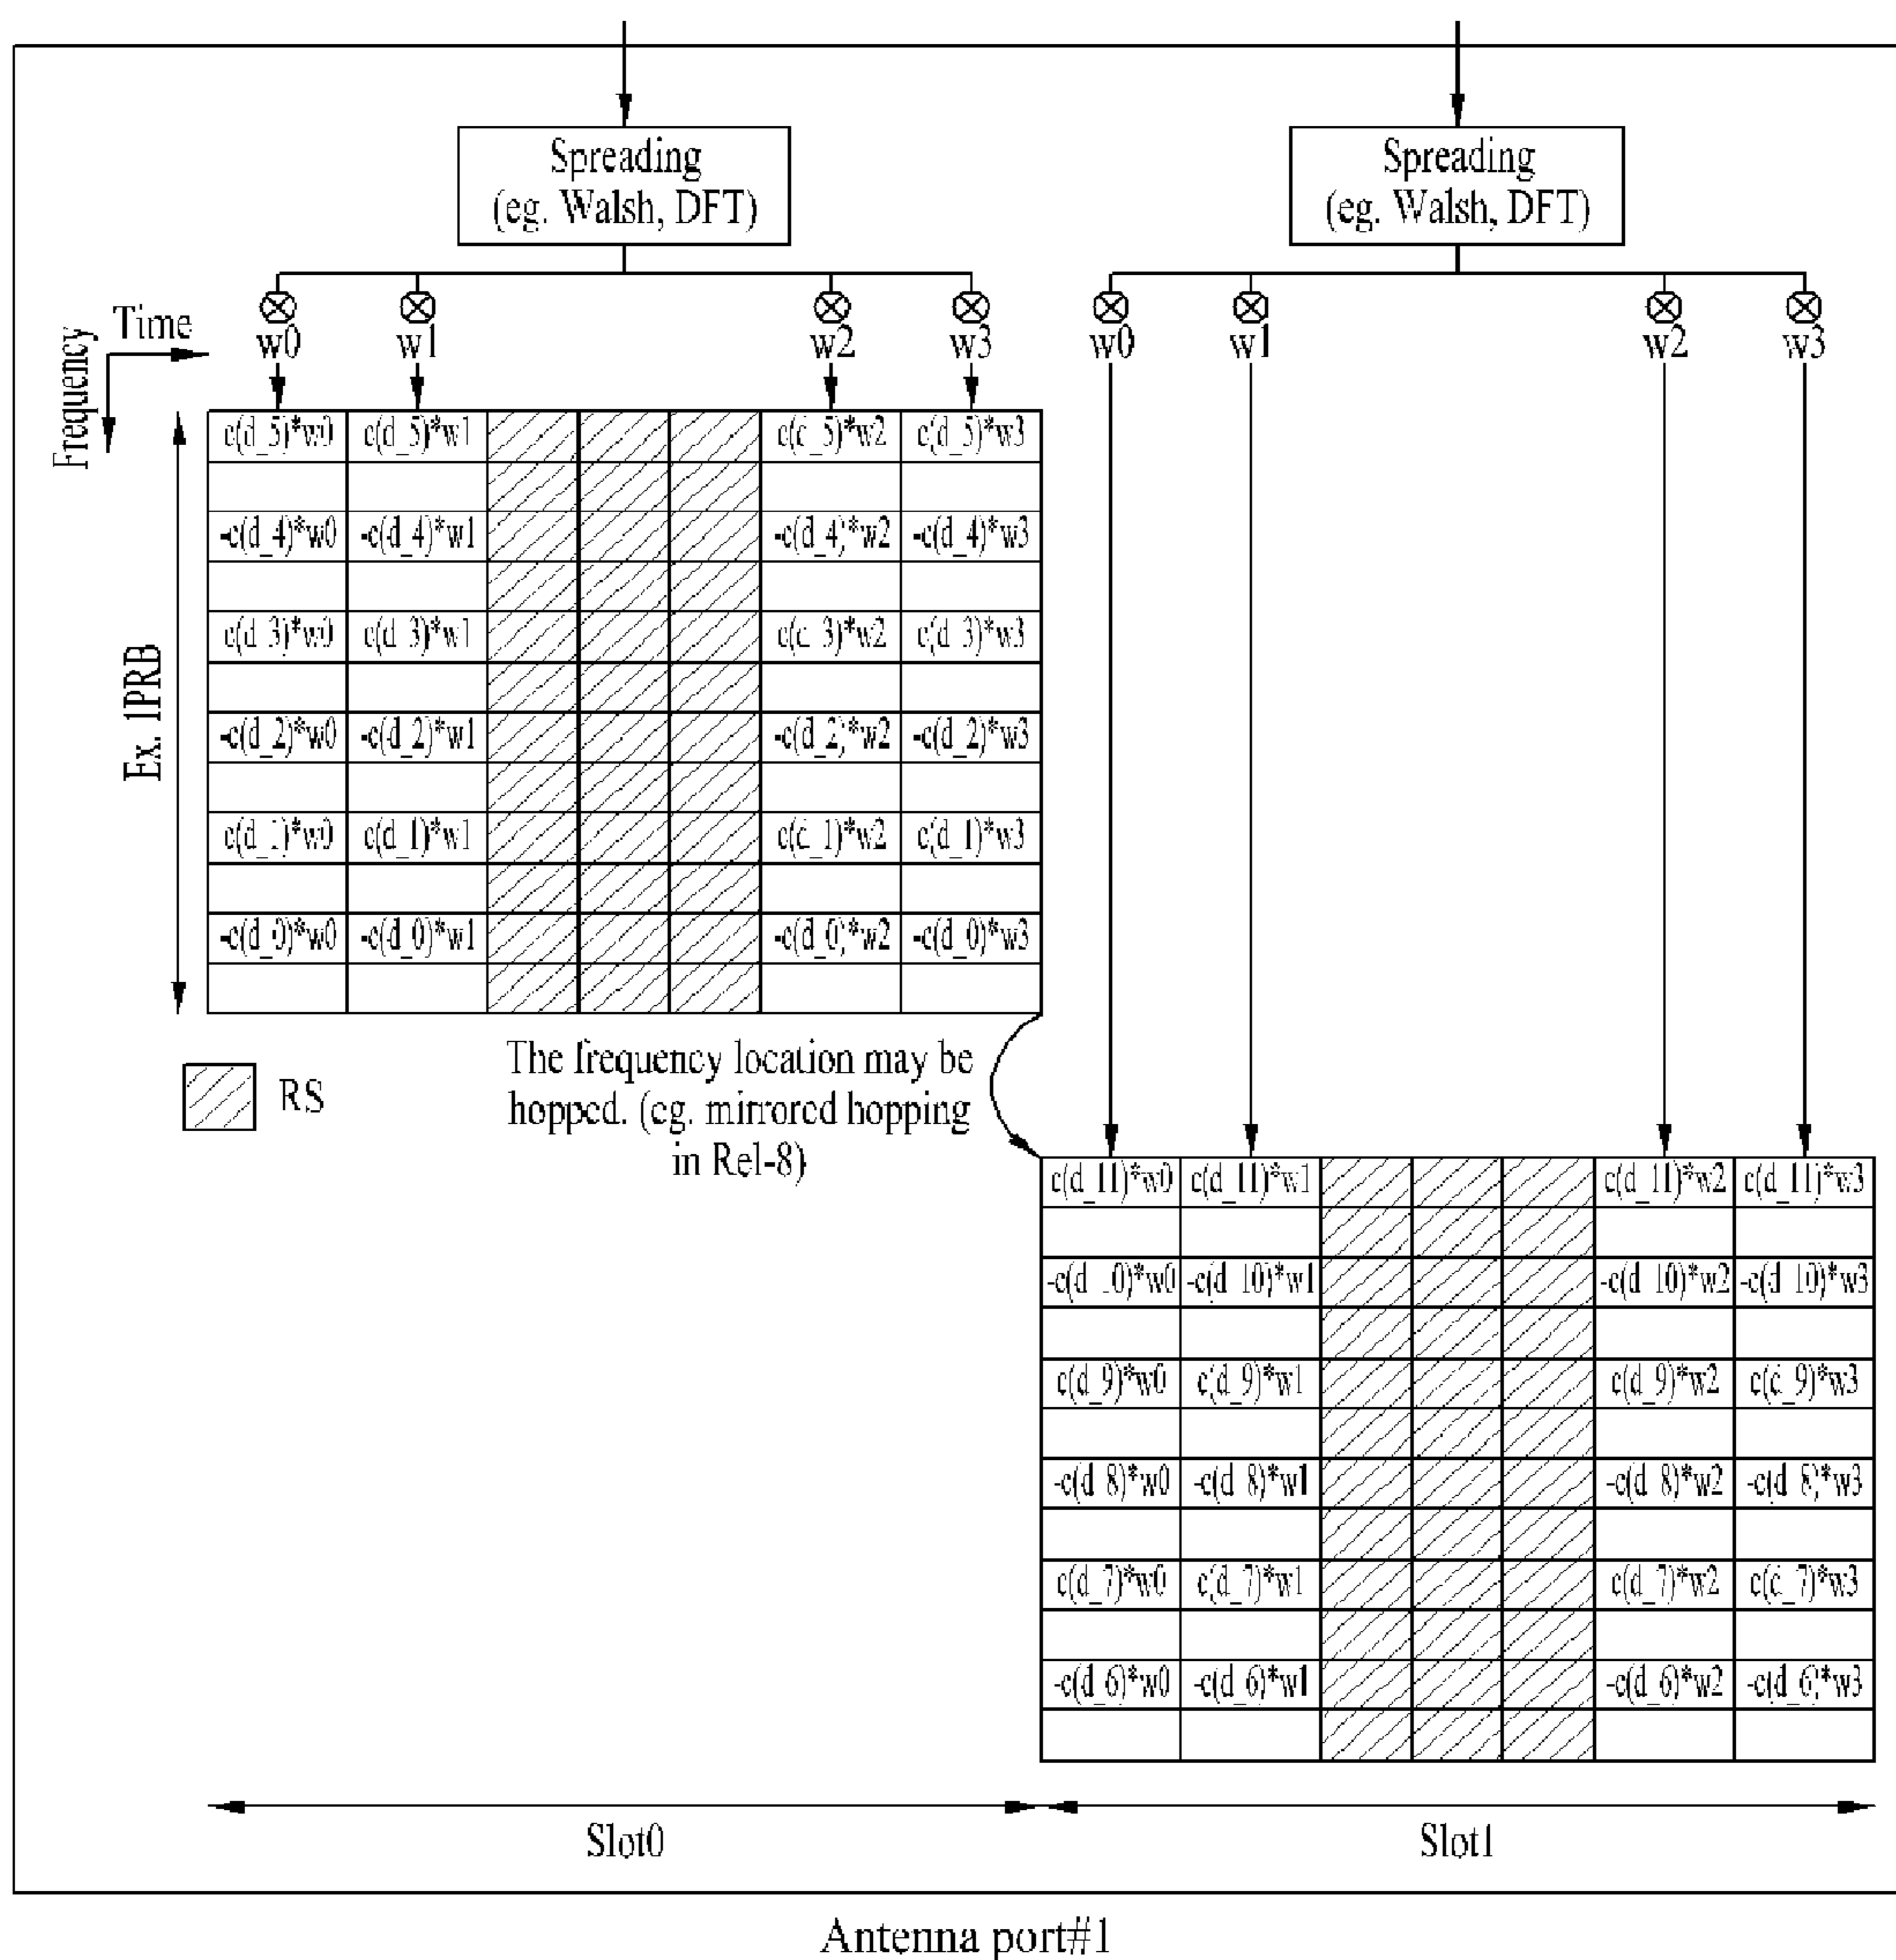 Spreading
(eg. Walsh, DFT)
Spreading
(eg. Walsh, DFT)
Time
Frequency
w0 w1 w2 w3
w0 w1 w2 w3
Ex. 1PRB
c(d_5)*w0 c(d_5)*w1 c(d_5)*w2 c(d_5)*w3
-c(d_4)*w0 -c(d_4)*w1 -c(d_4)*w2 -c(d_4)*w3
c(d_3)*w0 c(d_3)*w1 c(d_3)*w2 c(d_3)*w3
-c(d_2)*w0 -c(d_2)*w1 -c(d_2)*w2 -c(d_2)*w3
c(d_1)*w0 c(d_1)*w1 c(d_1)*w2 c(d_1)*w3
-c(d_0)*w0 -c(d_0)*w1 -c(d_0)*w2 -c(d_0)*w3
RS
The frequency location may be
hopped. (eg. mirrored hopping
in Rel-8)
c(d_11)*w0 c(d_11)*w1 c(d_11)*w2 c(d_11)*w3
-c(d_10)*w0 -c(d_10)*w1 -c(d_10)*w2 -c(d_10)*w3
c(d_9)*w0 c(d_9)*w1 c(d_9)*w2 c(d_9)*w3
-c(d_8)*w0 -c(d_8)*w1 -c(d_8)*w2 -c(d_8)*w3
c(d_7)*w0 c(d_7)*w1 c(d_7)*w2 c(d_7)*w3
-c(d_6)*w0 -c(d_6)*w1 -c(d_6)*w2 -c(d_6)*w3
Slot0
Slot1
Antenna port#1